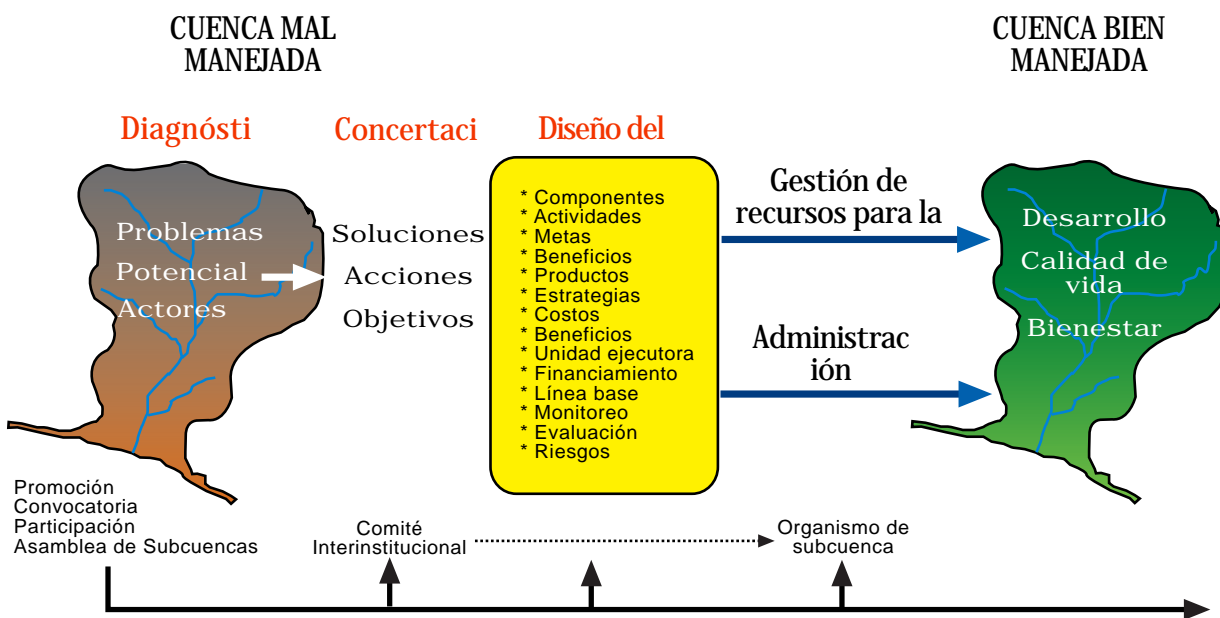 CUENCA MAL
MANEJADA
CUENCA BIEN
MANEJADA
Diagnósti
Concertaci
Diseño del
Problemas
Potencial
Actores
Soluciones
Acciones
Objetivos
* Componentes
* Actividades
* Metas
* Beneficios
* Productos
* Estrategias
* Costos
* Beneficios
* Unidad ejecutora
* Financiamiento
* Línea base
* Monitoreo
* Evaluación
* Riesgos
Gestión de
recursos para la
Administrac
ión
Desarrollo
Calidad de
vida
Bienestar
Promoción
Convocatoria
Participación
Asamblea de Subcuencas
Comité
Interinstitucional
Organismo de
subcuenca